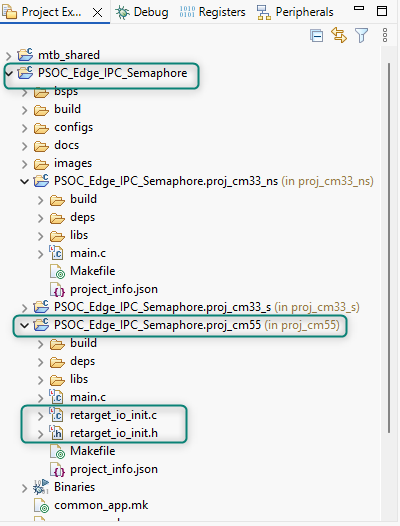 Project Ex...
Debug
Registers
Peripherals
mtb_shared
PSOC_Edge_IPC_Semaphore
bsps
build
configs
docs
images
PSOC_Edge_IPC_Semaphore.proj_cm33_ns (in proj_cm33_ns)
build
deps
libs
main.c
Makefile
project_info.json
PSOC_Edge_IPC_Semaphore.proj_cm33_s (in proj_cm33_s)
PSOC_Edge_IPC_Semaphore.proj_cm55 (in proj_cm55)
build
deps
libs
main.c
retarget_io_init.c
retarget_io_init.h
Makefile
project_info.json
Binaries
common_app.mk